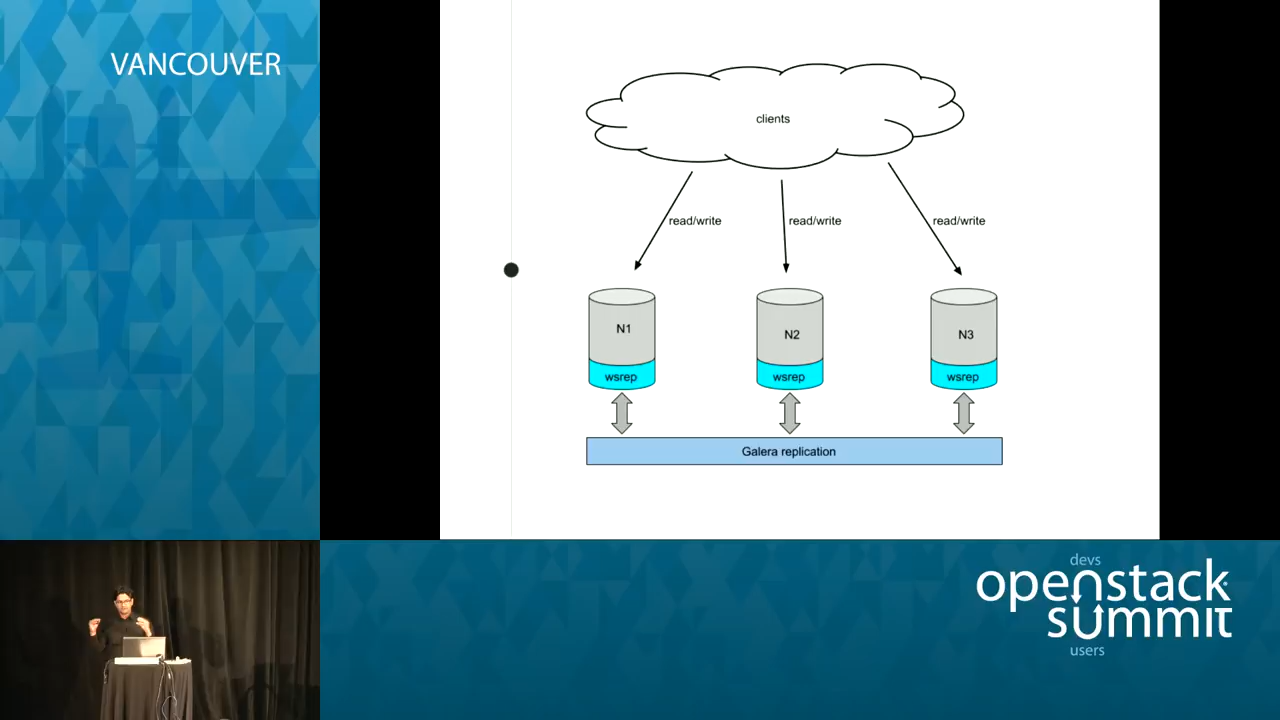 VANCOUVER
clients
read/write
read/write
read/write
N1
N2
N3
wsrep
wsrep
wsrep
Galera replication
devs
openstack
summit
users